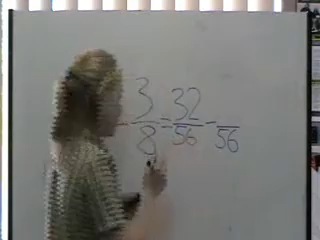 - 3/8 = 32/56 - /56